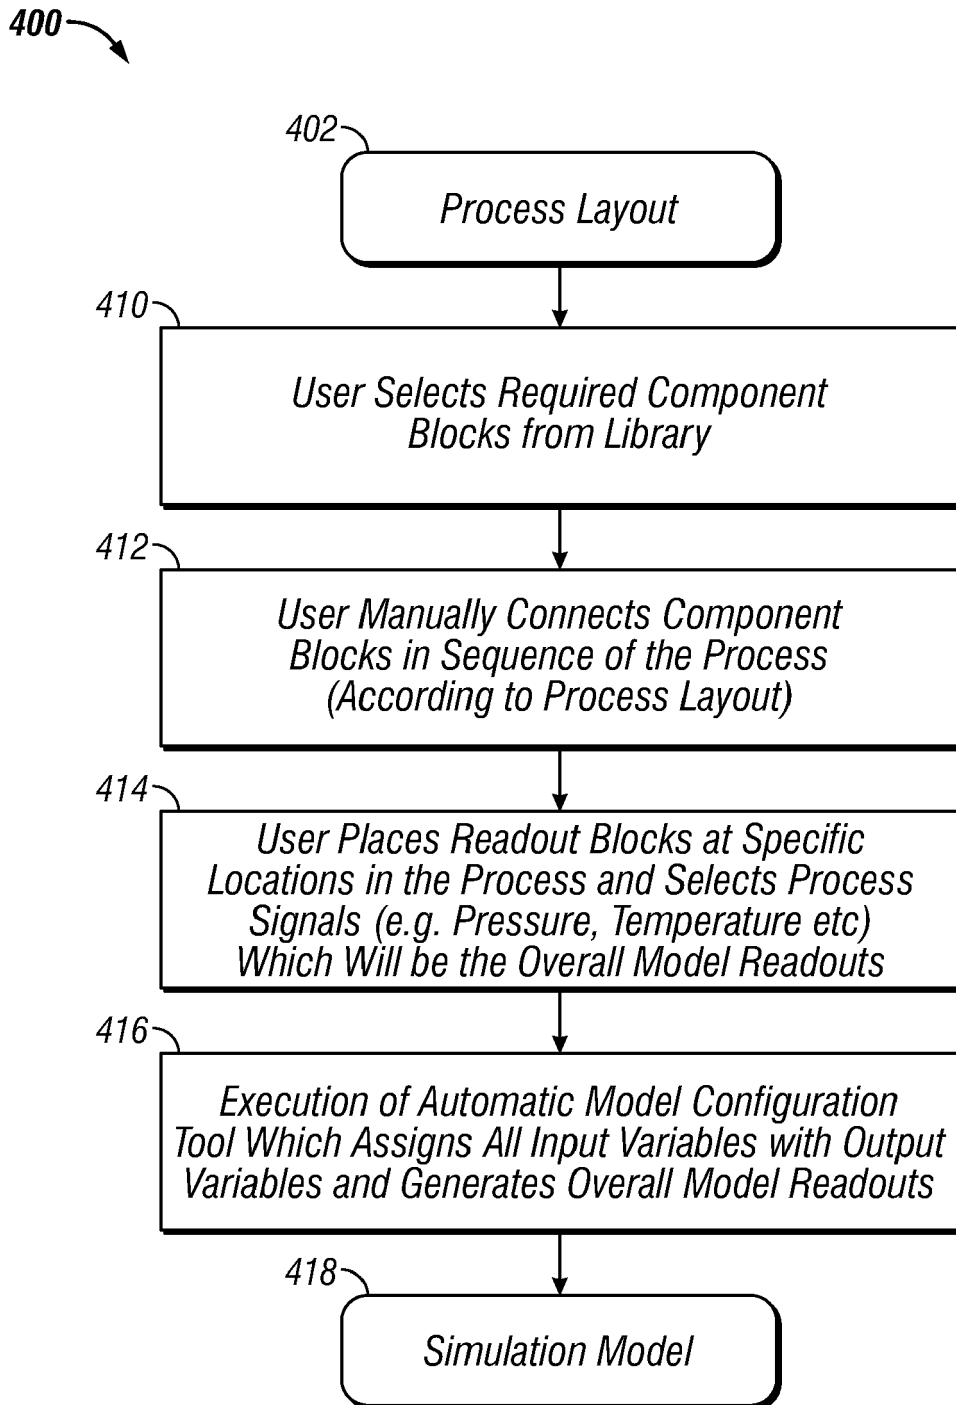 400
402
Process Layout
410
User Selects Required Component
Blocks from Library
412
User Manually Connects Component
Blocks in Sequence of the Process
(According to Process Layout)
414
User Places Readout Blocks at Specific
Locations in the Process and Selects Process
Signals (e.g. Pressure, Temperature etc)
Which Will be the Overall Model Readouts
416
Execution of Automatic Model Configuration
Tool Which Assigns All Input Variables with Output
Variables and Generates Overall Model Readouts
418
Simulation Model